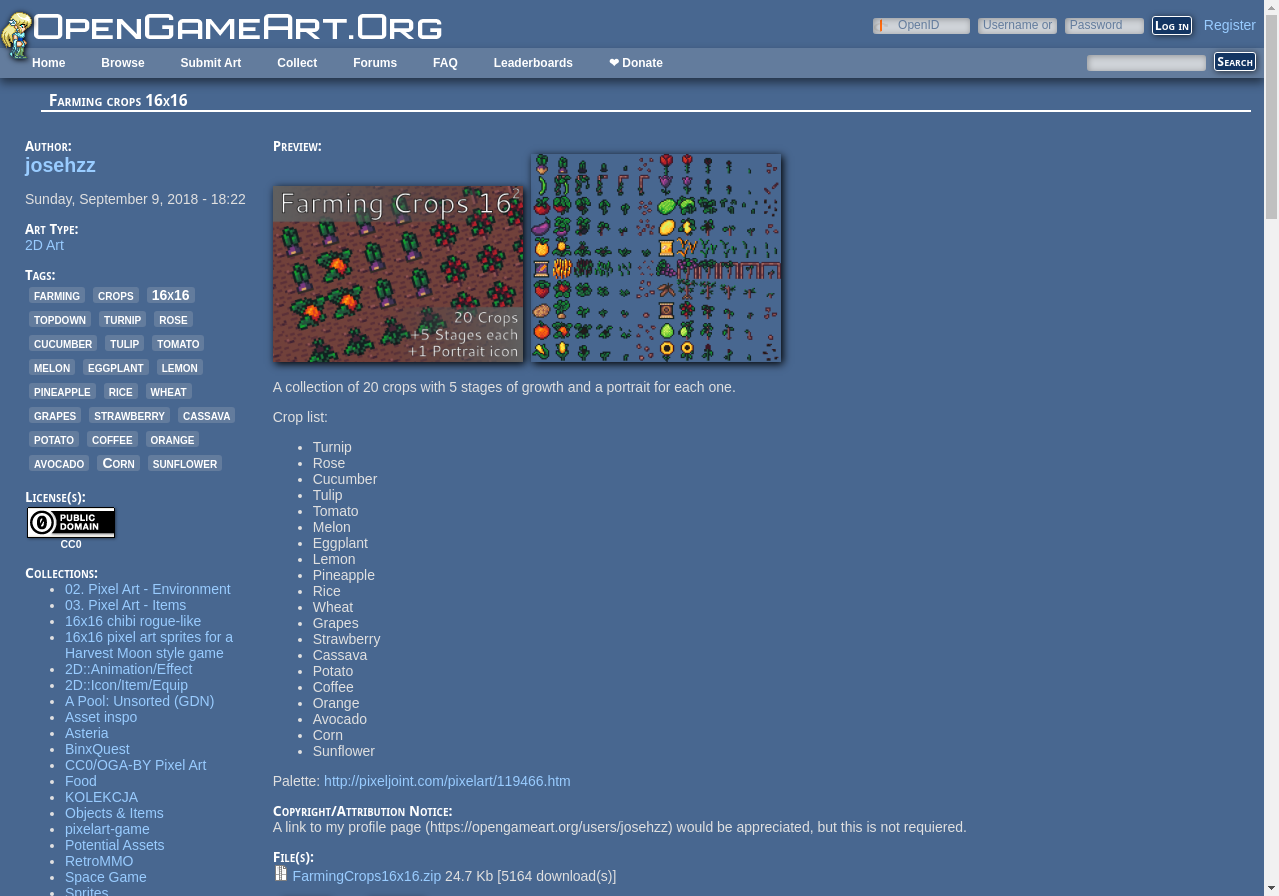 OpenGameArt.Org
OpenID
Username or
Password
Log in
Register
Home
Browse
Submit Art
Collect
Forums
FAQ
Leaderboards
❤ Donate
Search
Farming crops 16x16
Author:
josehzz
Sunday, September 9, 2018 - 18:22
Art Type:
2D Art
Tags:
farming crops 16x16
topdown turnip rose
cucumber tulip tomato
melon eggplant lemon
pineapple rice wheat
grapes strawberry cassava
potato coffee orange
avocado Corn sunflower
License(s):
PUBLIC
DOMAIN
CC0
Collections:
02. Pixel Art - Environment
03. Pixel Art - Items
16x16 chibi rogue-like
16x16 pixel art sprites for a
Harvest Moon style game
2D::Animation/Effect
2D::Icon/Item/Equip
A Pool: Unsorted (GDN)
Asset inspo
Asteria
BinxQuest
CC0/OGA-BY Pixel Art
Food
KOLEKCJA
Objects & Items
pixelart-game
Potential Assets
RetroMMO
Space Game
Sprites
Preview:
Farming Crops 16²
20 Crops
+5 Stages each
+1 Portrait icon
A collection of 20 crops with 5 stages of growth and a portrait for each one.
Crop list:
Turnip
Rose
Cucumber
Tulip
Tomato
Melon
Eggplant
Lemon
Pineapple
Rice
Wheat
Grapes
Strawberry
Cassava
Potato
Coffee
Orange
Avocado
Corn
Sunflower
Palette: http://pixeljoint.com/pixelart/119466.htm
Copyright/Attribution Notice:
A link to my profile page (https://opengameart.org/users/josehzz) would be appreciated, but this is not requiered.
File(s):
FarmingCrops16x16.zip 24.7 Kb [5164 download(s)]